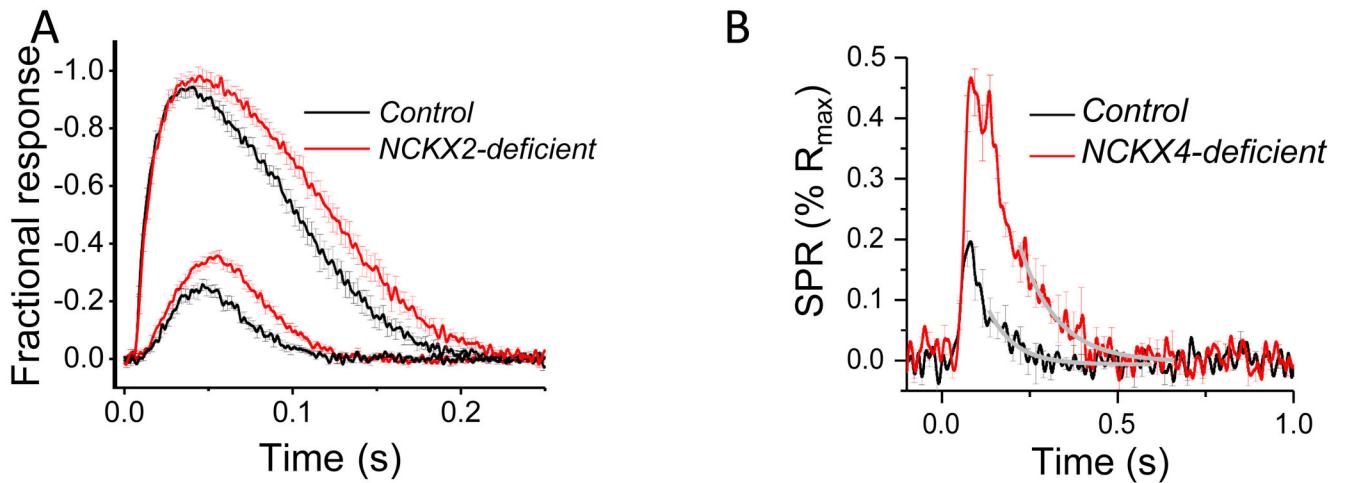 A
Fractional response
-1.0
-0.8
-0.6
-0.4
-0.2
0.0
Control
NCKX2-deficient
0.0
0.1
0.2
Time (s)
B
SPR (% Rmax)
0.5
0.4
0.3
0.2
0.1
0.0
Control
NCKX4-deficient
0.0
0.5
1.0
Time (s)